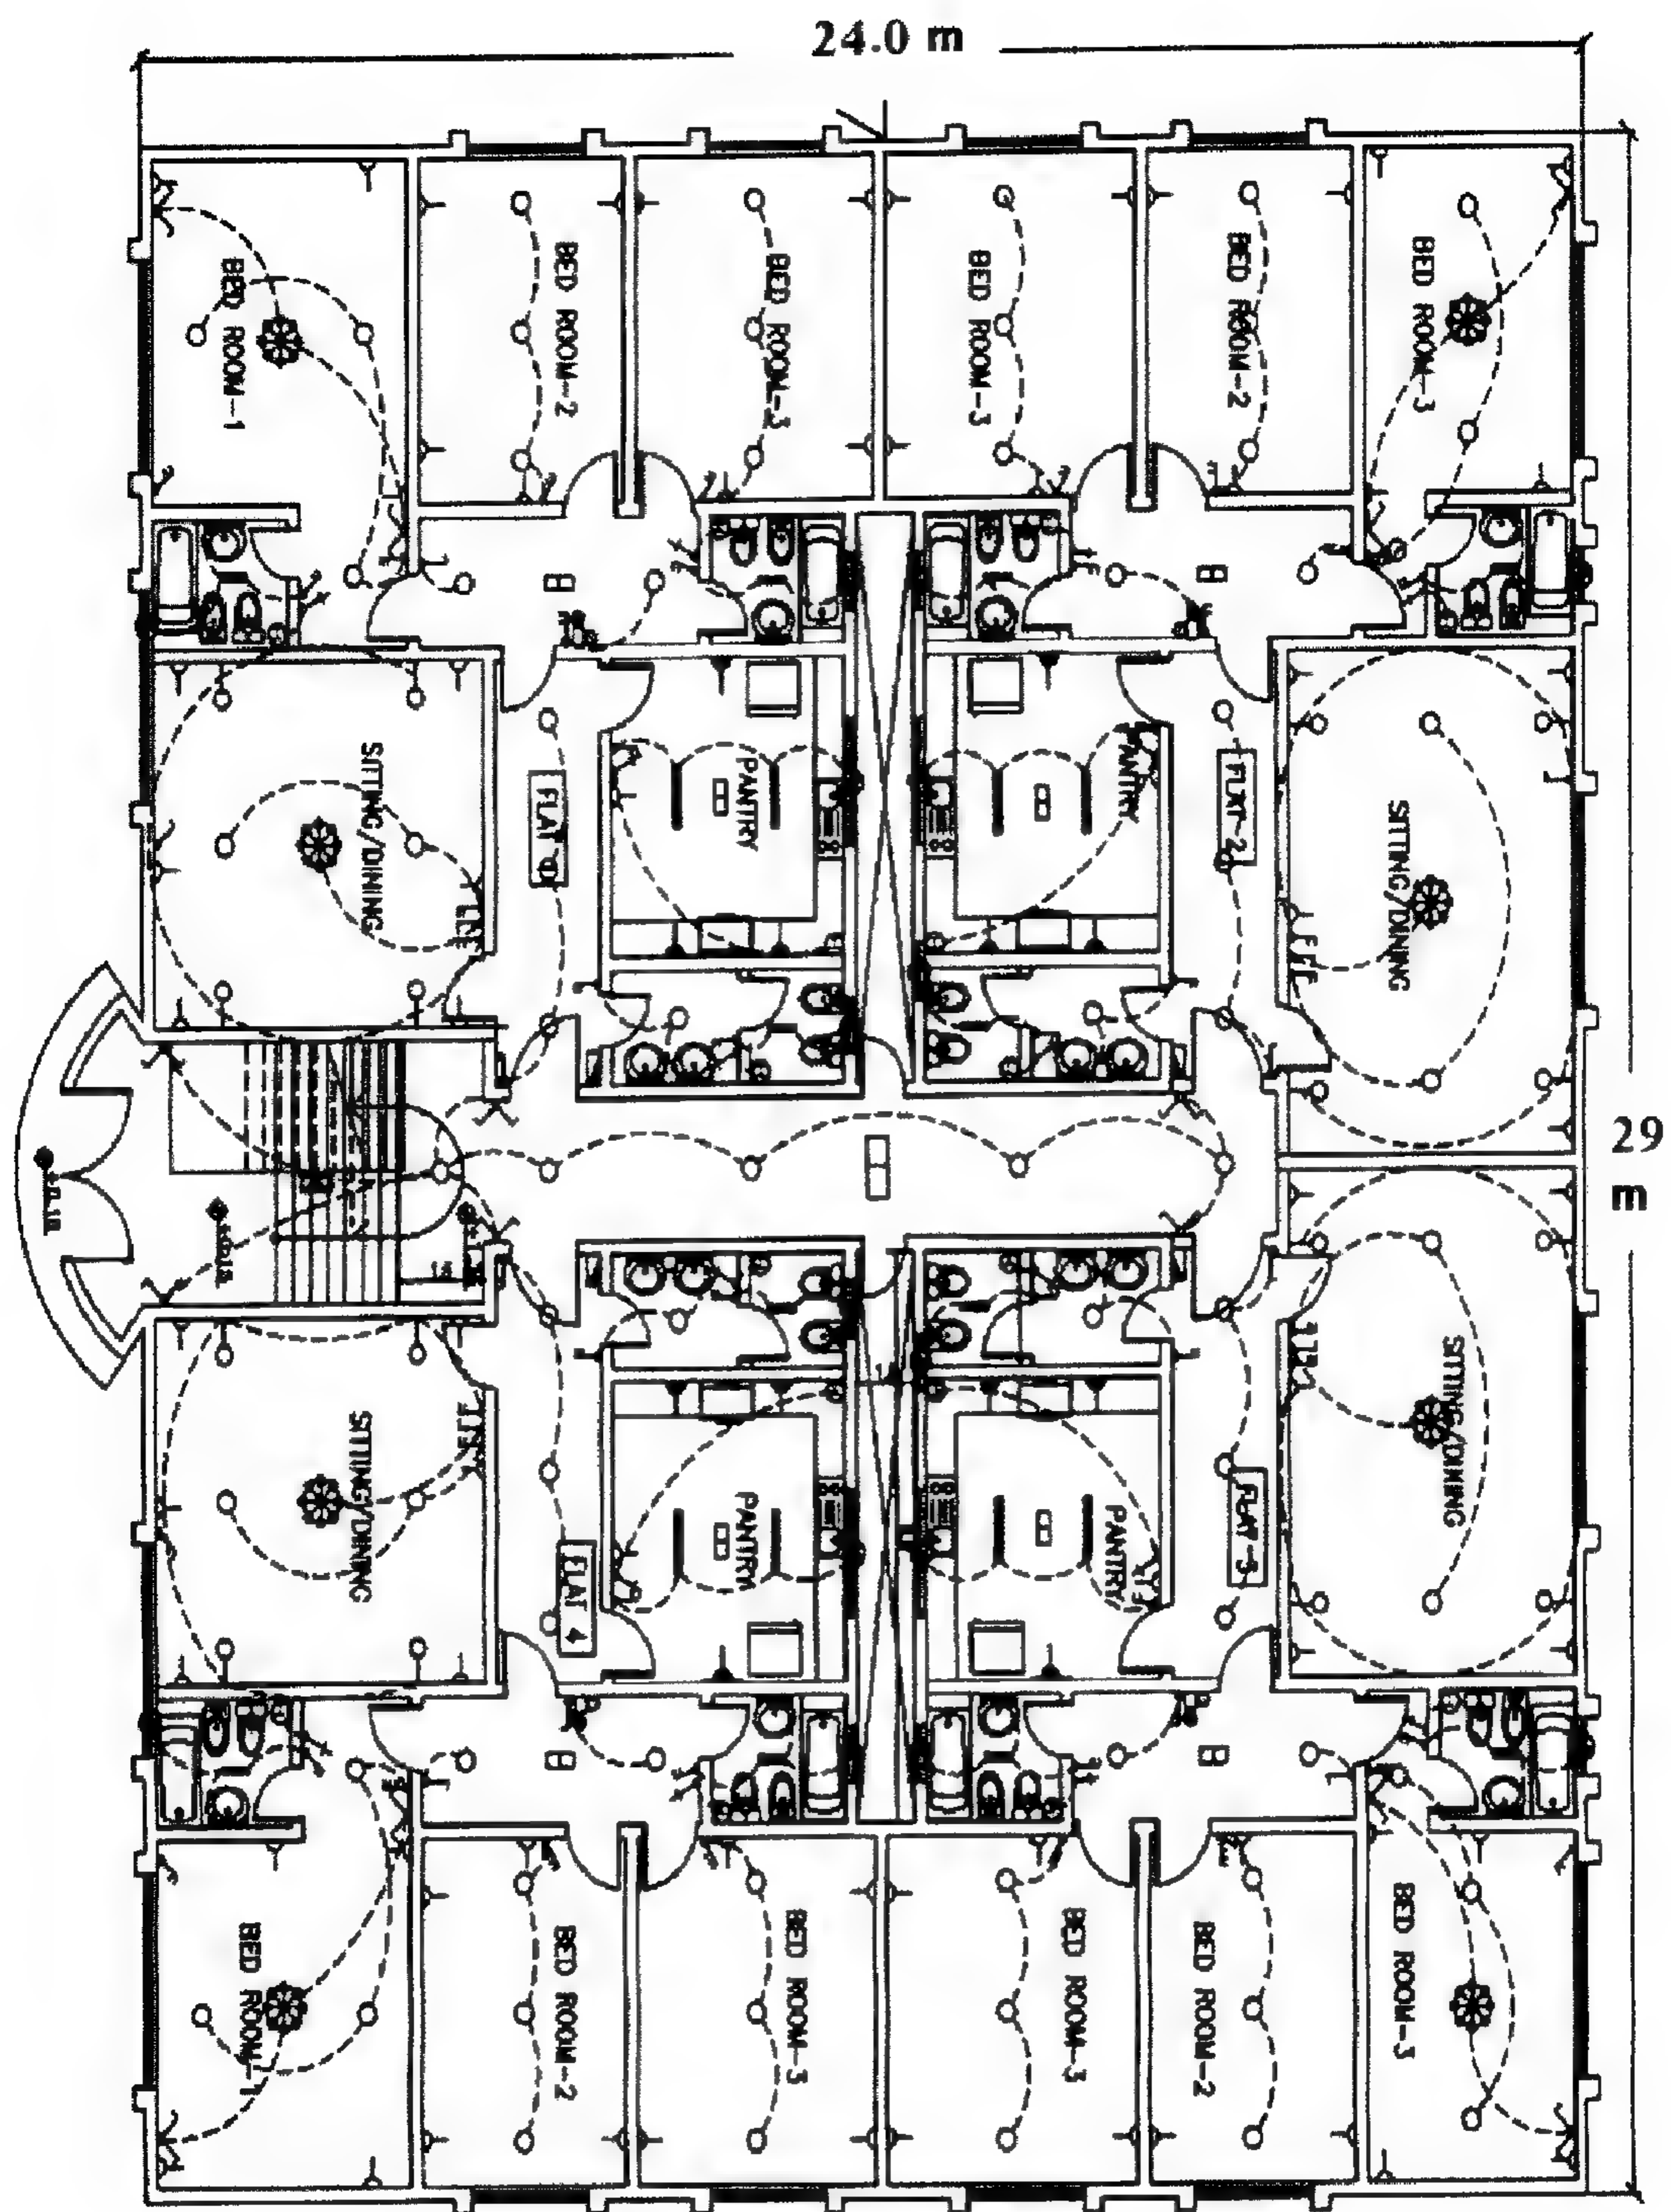 24.0 m
BED ROOM-1
BED ROOM-2
BED ROOM-3
BED ROOM-3
BED ROOM-2
BED ROOM-3
SITTING/DINING
FLAT
PANTRY
PANTRY
FLAT-2
SITTING/DINING
29
m
SITTING/DINING
FLAT 4
PANTRY
PANTRY
FLAT-3
SITTING/DINING
BED ROOM-1
BED ROOM-2
BED ROOM-3
BED ROOM-3
BED ROOM-2
BED ROOM-3